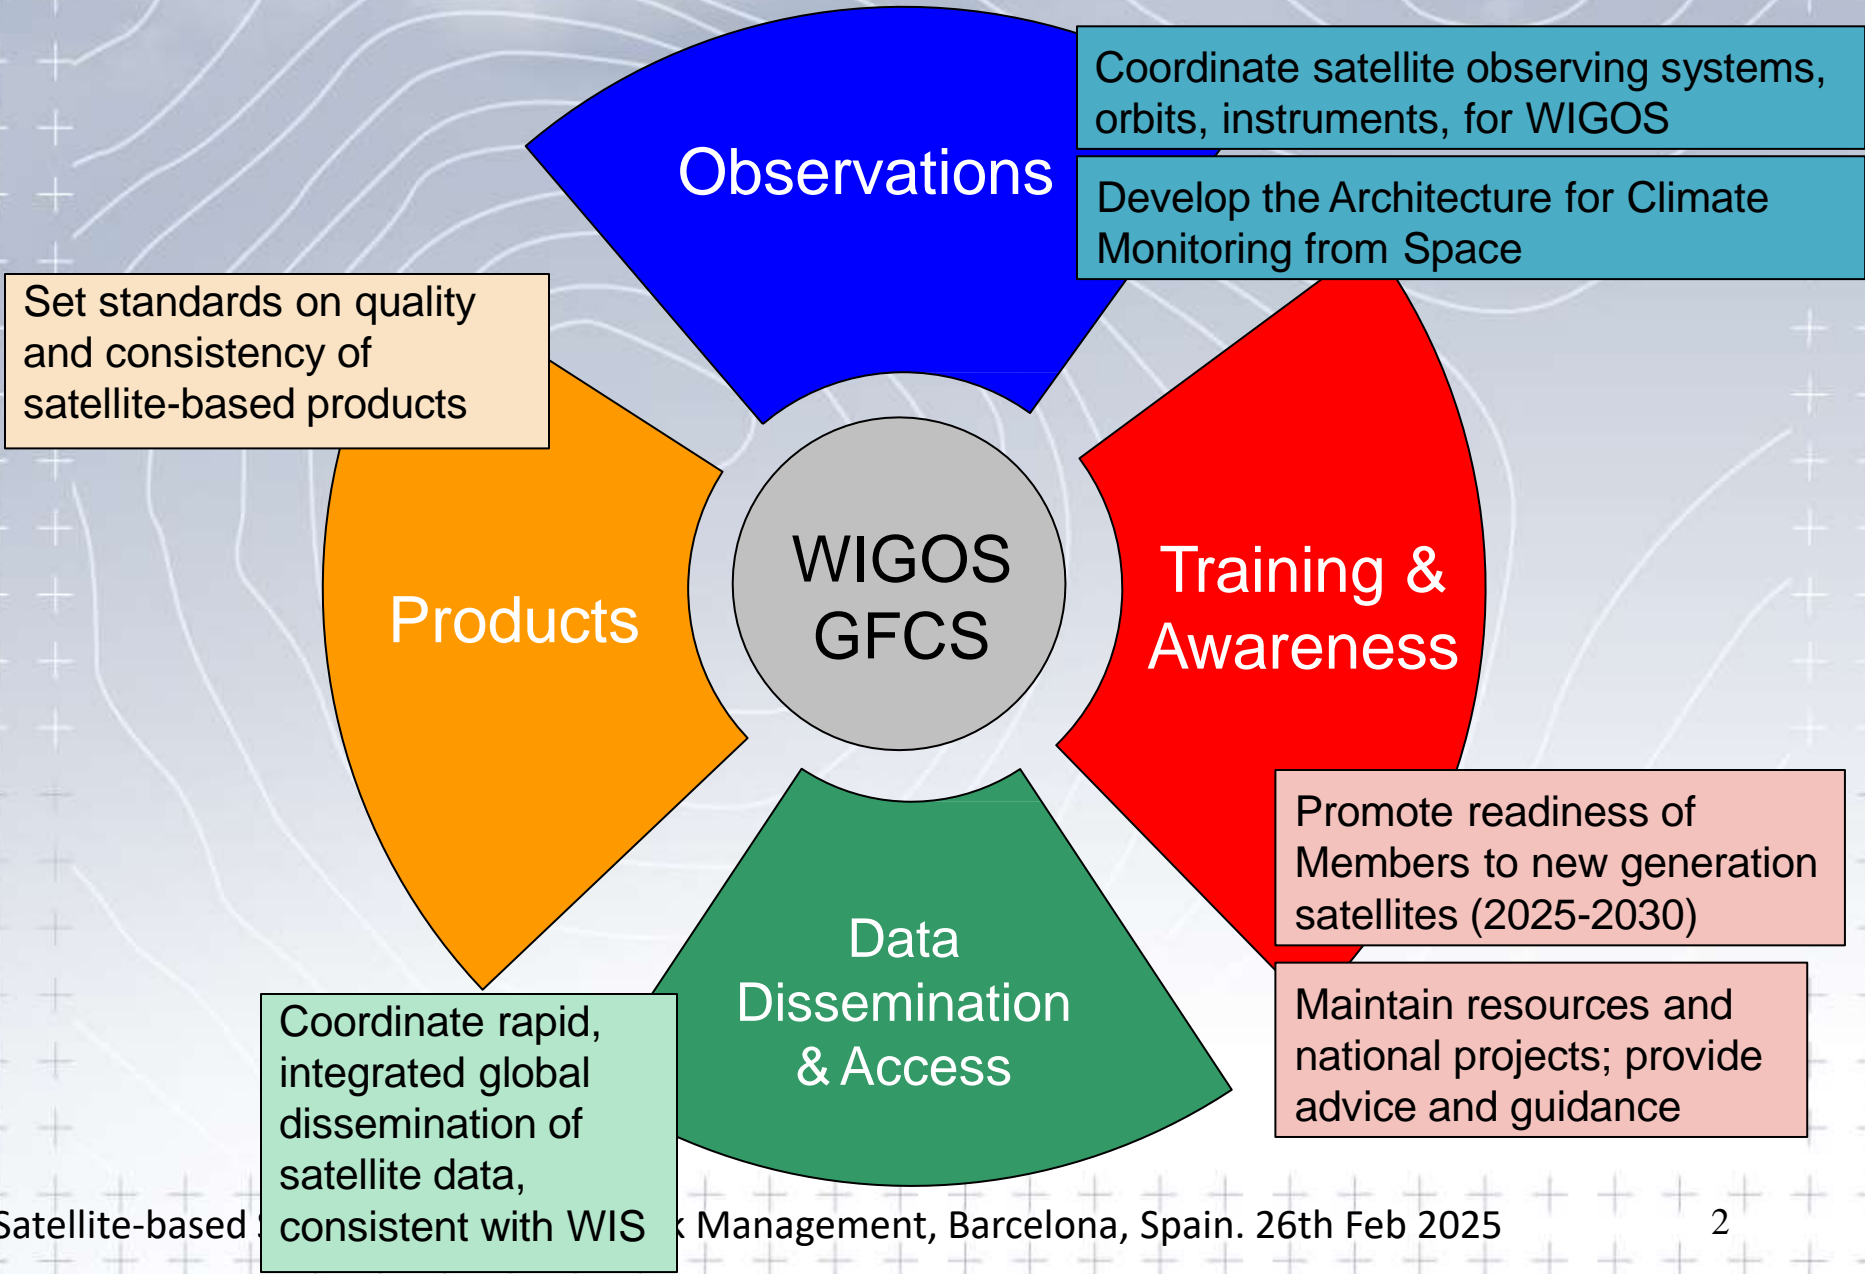 Coordinate satellite observing systems,
orbits, instruments, for WIGOS
Observations
Develop the Architecture for Climate
Monitoring from Space
Set standards on quality
and consistency of
satellite-based products
WIGOS
GFCS
Training &
Awareness
Products
Promote readiness of
Members to new generation
satellites (2025-2030)
Data
Dissemination
& Access
Maintain resources and
national projects; provide
advice and guidance
Coordinate rapid,
integrated global
dissemination of
satellite data,
consistent with WIS
Satellite-based Management, Barcelona, Spain. 26th Feb 2025
2